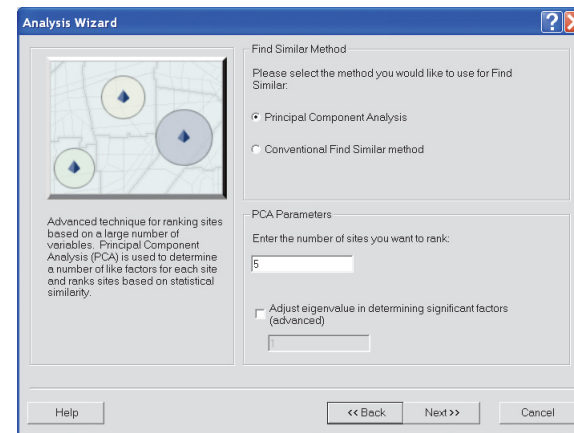 Analysis Wizard
Find Similar Method
Please select the method you would like to use for Find
Similar:
Principal Component Analysis
Conventional Find Similar method
Advanced technique for ranking sites
based on a large number of
variables. Principal Component
Analysis (PCA) is used to determine
a number of like factors for each site
and ranks sites based on statistical
similarity.
PCA Parameters
Enter the number of sites you want to rank:
5
Adjust eigenvalue in determining significant factors
(advanced)
1
Help
<< Back
Next >>
Cancel